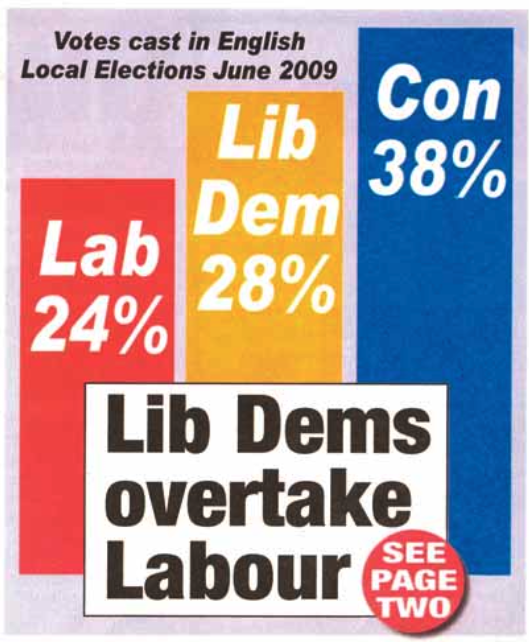 Votes cast in English
Local Elections June 2009
Lab
24%
Lib
Dem
28%
Con
38%
Lib Dems
overtake
Labour
SEE
PAGE
TWO